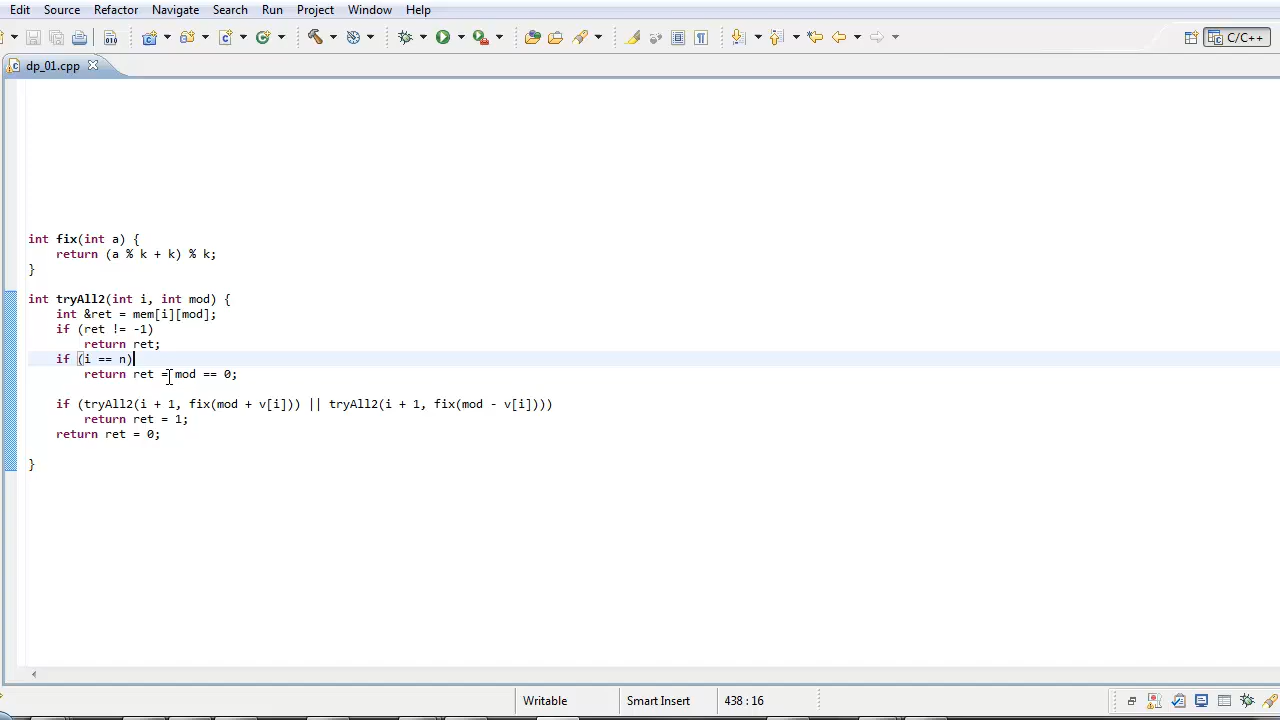 Edit Source Refactor Navigate Search Run Project Window Help
C/C++
dp_01.cpp
int fix(int a) {
return (a % k + k) % k;
}
int tryAll2(int i, int mod) {
int &ret = mem[i][mod];
if (ret != -1)
return ret;
if (i == n)
return ret = mod == 0;
if (tryAll2(i + 1, fix(mod + v[i])) || tryAll2(i + 1, fix(mod - v[i])))
return ret = 1;
return ret = 0;
}
Writable Smart Insert 438 : 16